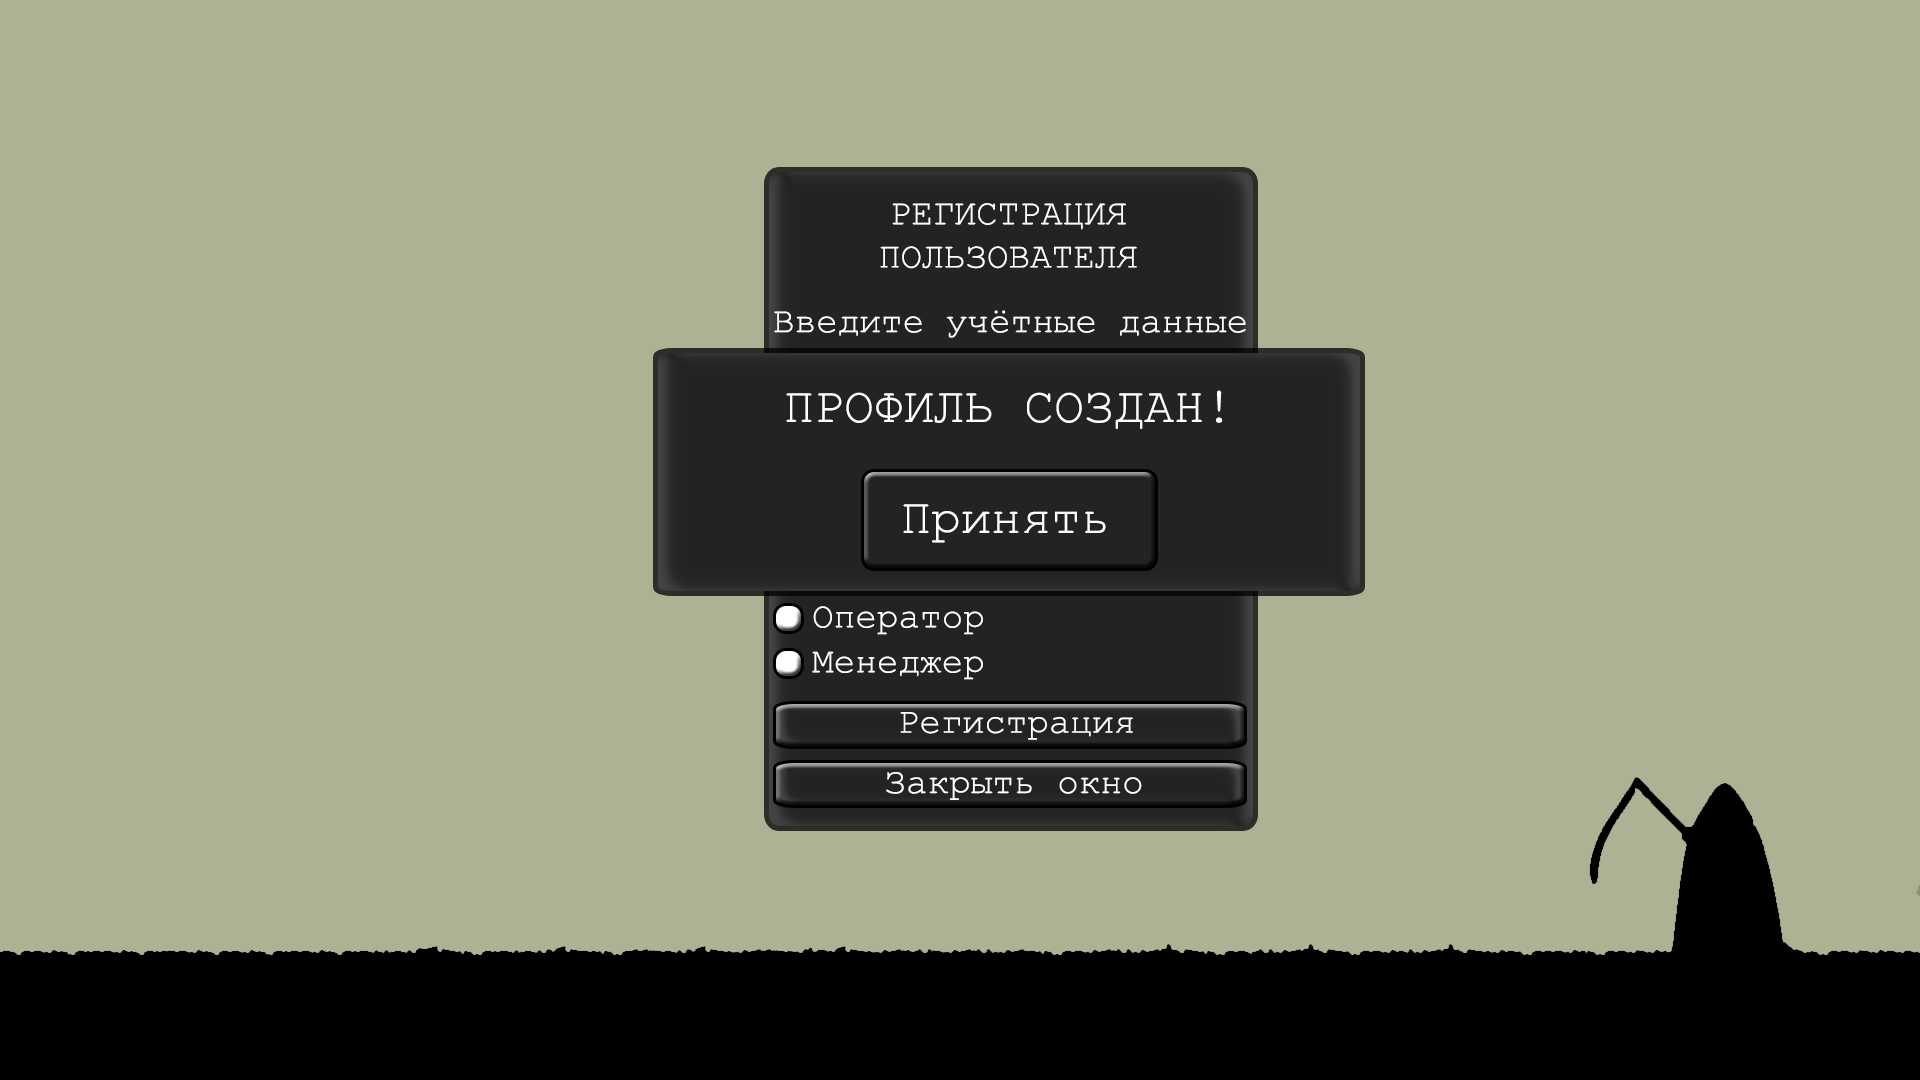 РЕГИСТРАЦИЯ
ПОЛЬЗОВАТЕЛЯ
Введите учётные данные
ПРОФИЛЬ СОЗДАН!
Принять
Оператор
Менеджер
Регистрация
Закрыть окно